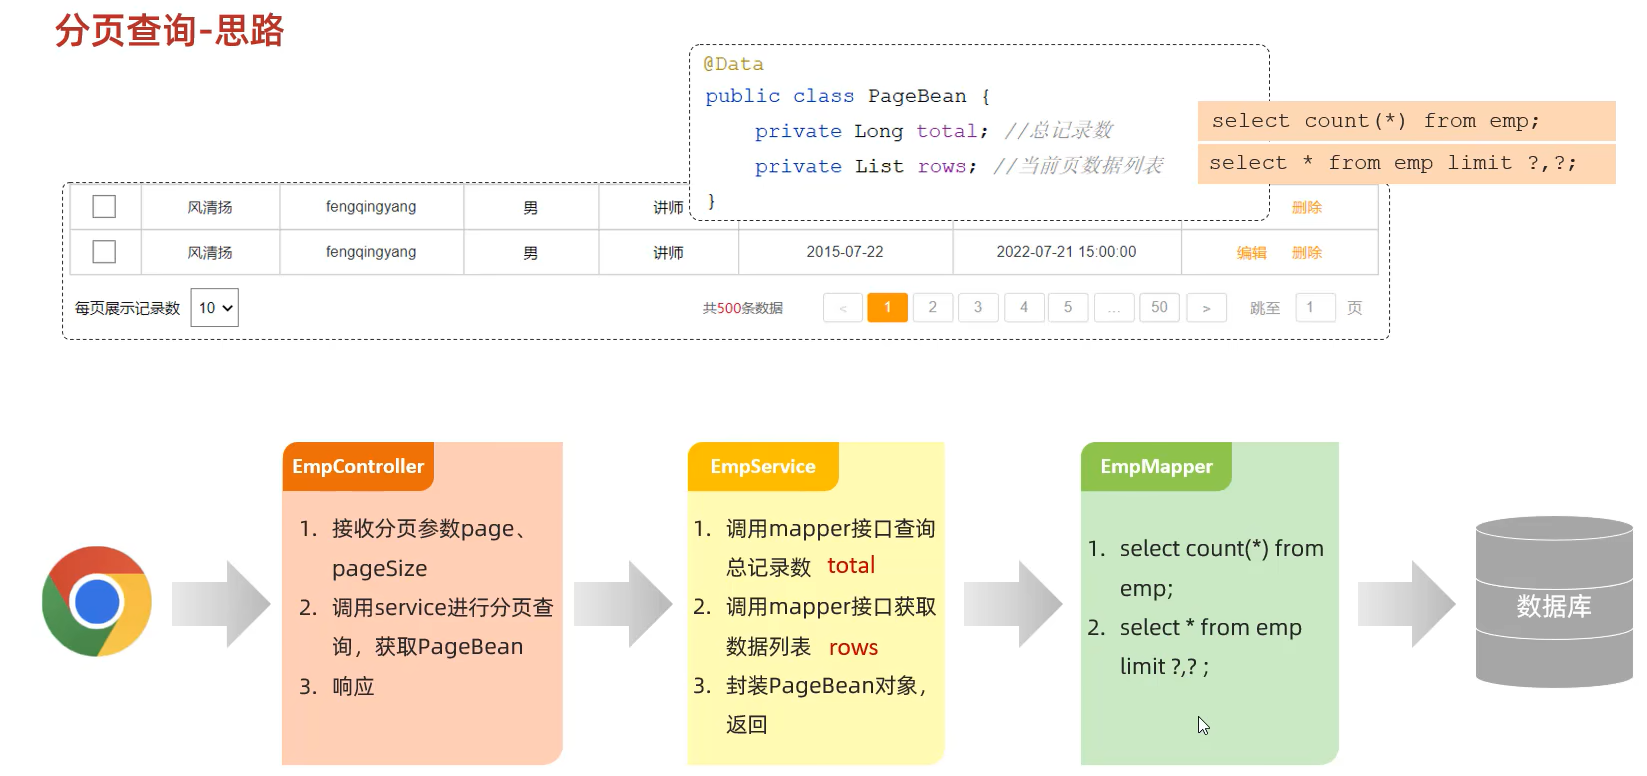 分页查询-思路
@Data
public class PageBean {
private Long total; //总记录数
private List rows; //当前页数据列表
}
select count(*) from emp;
select * from emp limit ?,?;
风清扬 fengqingyang 男 讲师 删除
风清扬 fengqingyang 男 讲师 2015-07-22 2022-07-21 15:00:00 编辑 删除
每页展示记录数 10 共500条数据 < 1 2 3 4 5 ... 50 > 跳至 1 页
EmpController
1. 接收分页参数page、
pageSize
2. 调用service进行分页查
询，获取PageBean
3. 响应
EmpService
1. 调用mapper接口查询
总记录数 total
2. 调用mapper接口获取
数据列表 rows
3. 封装PageBean对象，
返回
EmpMapper
1. select count(*) from
emp;
2. select * from emp
limit ?,? ;
数据库